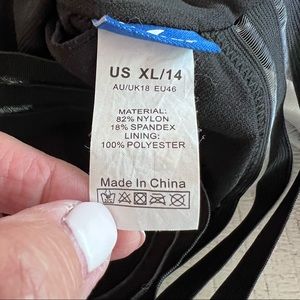 US XL/14
AU/UK18 EU46
MATERIAL:
82% NYLON
18% SPANDEX
LINING:
100% POLYESTER
Made In China